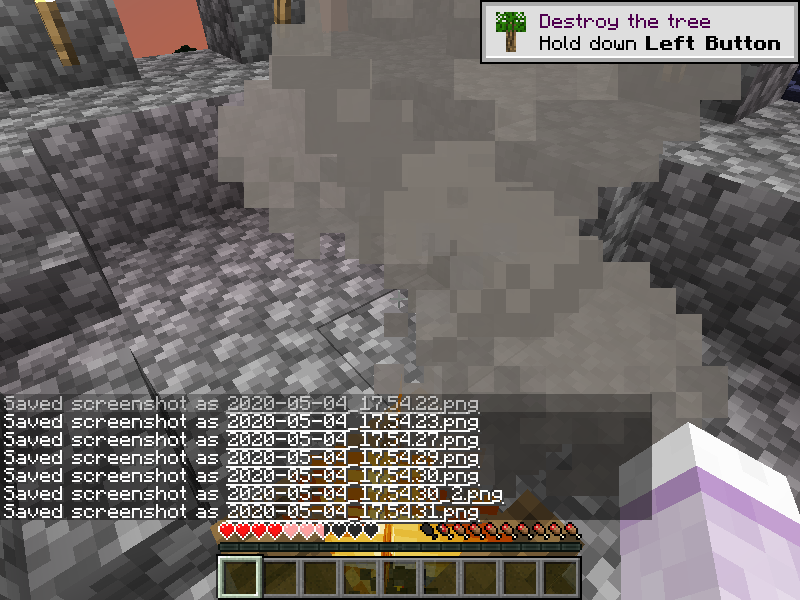 Destroy the tree
Hold down Left Button
Saved screenshot as 2020-05-04_17.54.22.png
Saved screenshot as 2020-05-04_17.54.23.png
Saved screenshot as 2020-05-04_17.54.27.png
Saved screenshot as 2020-05-04_17.54.29.png
Saved screenshot as 2020-05-04_17.54.30.png
Saved screenshot as 2020-05-04_17.54.30_2.png
Saved screenshot as 2020-05-04_17.54.31.png